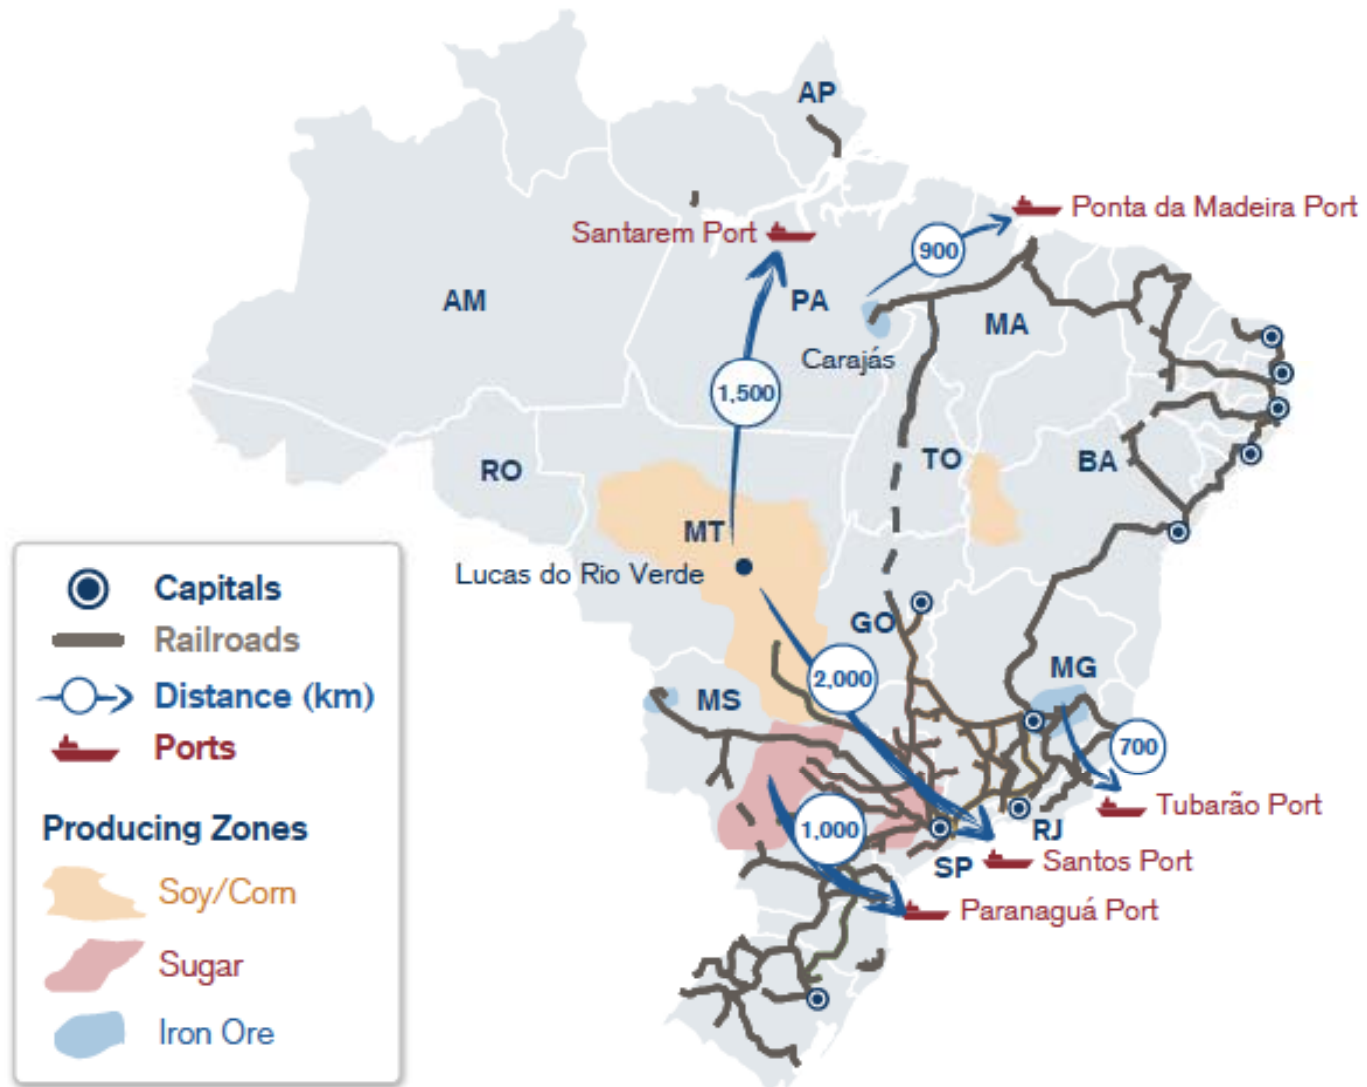 AP
Ponta da Madeira Port
Santarem Port
900
AM
PA
MA
Carajás
1,500
RO
TO
BA
MT
Lucas do Rio Verde
GO
MG
2,000
MS
700
Tubarão Port
1,000
RJ
SP
Santos Port
Paranaguá Port
Capitals
Railroads
Distance (km)
Ports
Producing Zones
Soy/Corn
Sugar
Iron Ore